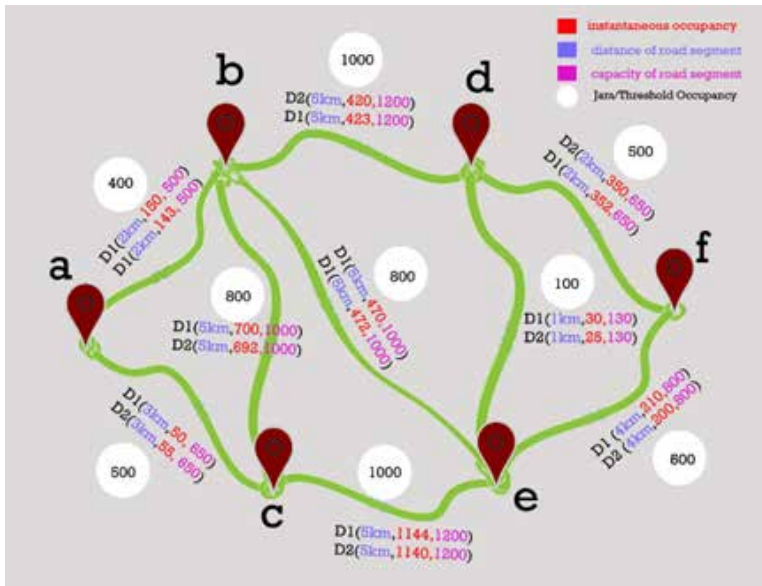 instantaneous occupancy
distance of road segment
capacity of road segment
Jara/Threshold Occupancy
1000
b
d
D2(5km,420,1200)
D1(5km,423,1200)
500
D2(2km,350,650)
D1(2km,352,650)
400
D1(2km,150, 500)
D1(2km,143, 500)
a
f
800
D1(5km,700,1000)
D2(5km,692,1000)
800
D1(5km,470,1000)
D1(5km,472,1000)
100
D1(1km,30,130)
D2(1km,25,130)
D1(3km,50, 650)
D2(3km,55, 650)
500
D1 (4km,210,800)
D2 (4km,200,800)
600
1000
c
e
D1(5km,1144,1200)
D2(5km,1140,1200)